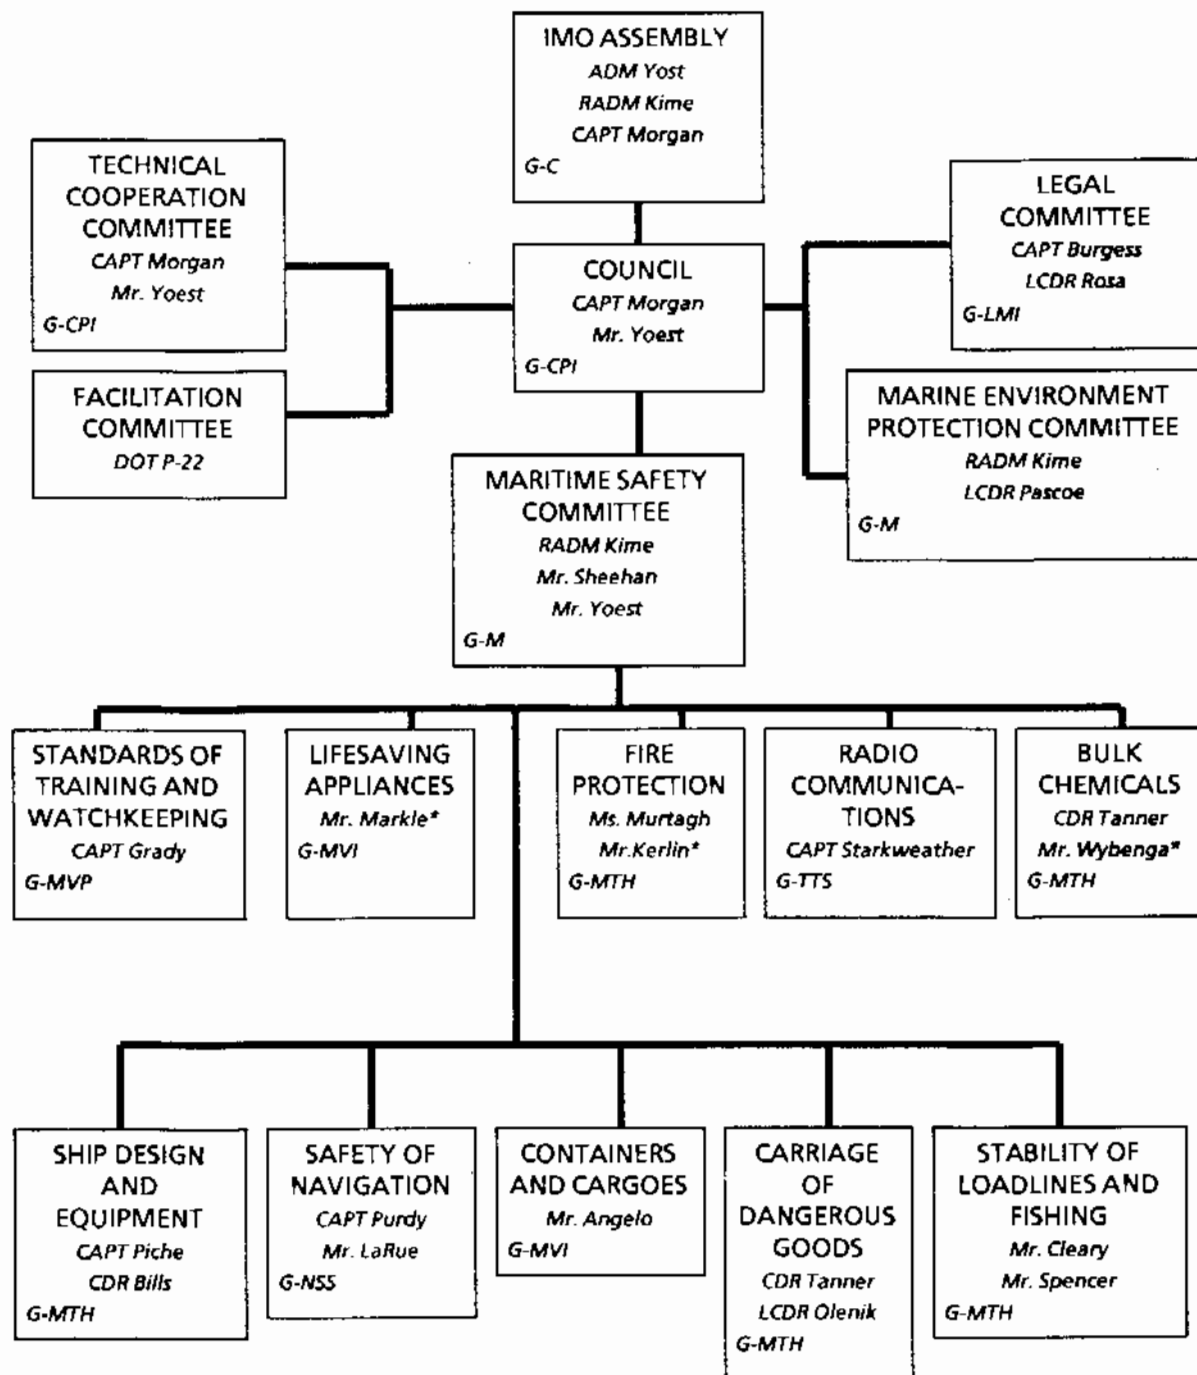 IMO ASSEMBLY
ADM Yost
RADM Kime
CAPT Morgan
G-C
TECHNICAL
COOPERATION
COMMITTEE
CAPT Morgan
Mr. Yoest
G-CPI
LEGAL
COMMITTEE
CAPT Burgess
LCDR Rosa
G-LMI
COUNCIL
CAPT Morgan
Mr. Yoest
G-CPI
FACILITATION
COMMITTEE
DOT P-22
MARINE ENVIRONMENT
PROTECTION COMMITTEE
RADM Kime
LCDR Pascoe
G-M
MARITIME SAFETY
COMMITTEE
RADM Kime
Mr. Sheehan
Mr. Yoest
G-M
STANDARDS OF
TRAINING AND
WATCHKEEPING
CAPT Grady
G-MVP
LIFESAVING
APPLIANCES
Mr. Markle*
G-MVI
FIRE
PROTECTION
Ms. Murtagh
Mr.Kerlin*
G-MTH
RADIO
COMMUNICA-
TIONS
CAPT Starkweather
G-TTS
BULK
CHEMICALS
CDR Tanner
Mr. Wybenga*
G-MTH
SHIP DESIGN
AND
EQUIPMENT
CAPT Piche
CDR Bills
G-MTH
SAFETY OF
NAVIGATION
CAPT Purdy
Mr. LaRue
G-NSS
CONTAINERS
AND CARGOES
Mr. Angelo
G-MVI
CARRIAGE
OF
DANGEROUS
GOODS
CDR Tanner
LCDR Olenik
G-MTH
STABILITY OF
LOADLINES AND
FISHING
Mr. Cleary
Mr. Spencer
G-MTH